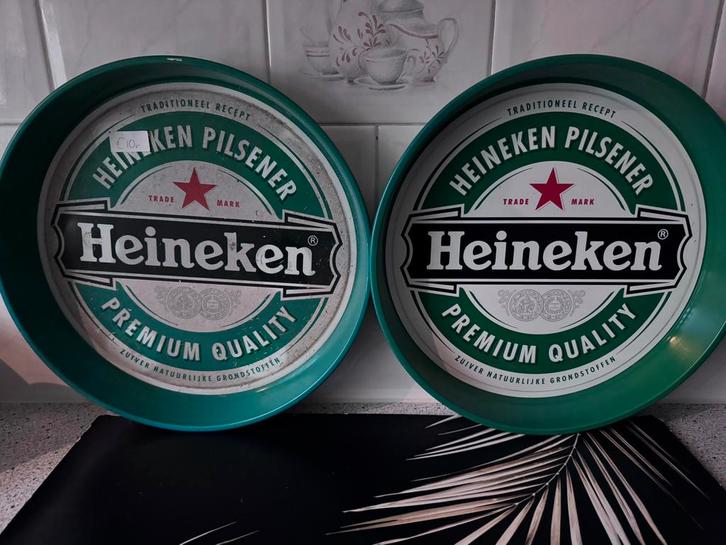 TRADITIONEEL RECEPT
HEINEKEN PILSENER
€10,-
TRADE MARK
Heineken®
PREMIUM QUALITY
ZUIVER NATUURLIJKE GRONDSTOFFEN
TRADITIONEEL RECEPT
HEINEKEN PILSENER
TRADE MARK
Heineken®
PREMIUM QUALITY
ZUIVER NATUURLIJKE GRONDSTOFFEN